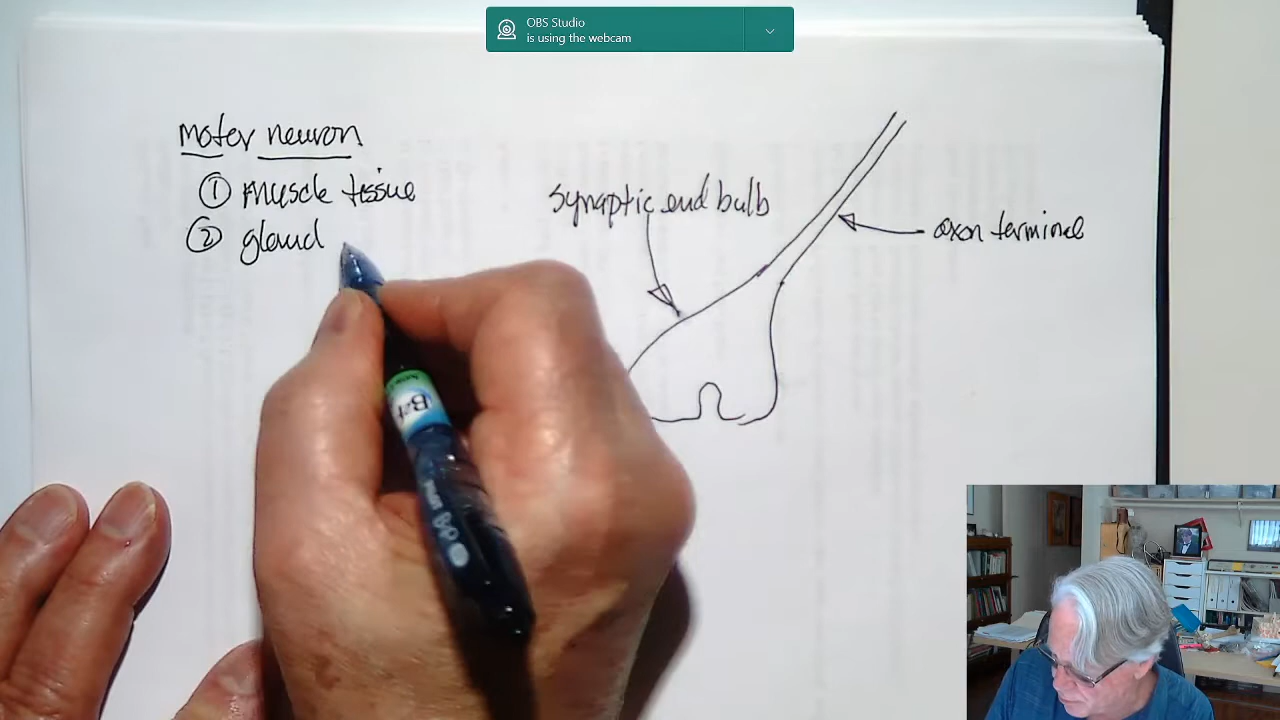 OBS Studio
is using the webcam
motor neuron
① muscle tissue
② gland
synaptic end bulb
axon terminal